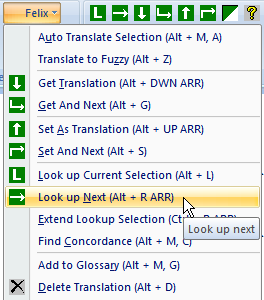 Felix
L
Z
?
Auto Translate Selection (Alt + M, A)
Translate to Fuzzy (Alt + Z)
Get Translation (Alt + DWN ARR)
Get And Next (Alt + G)
Set As Translation (Alt + UP ARR)
Set And Next (Alt + S)
L Look up Current Selection (Alt + L)
Look up Next (Alt + R ARR)
Extend Lookup Selection (Ctrl + R ARR)
Find Concordance (Alt + M, C)
Look up next
Add to Glossary (Alt + M, G)
Delete Translation (Alt + D)